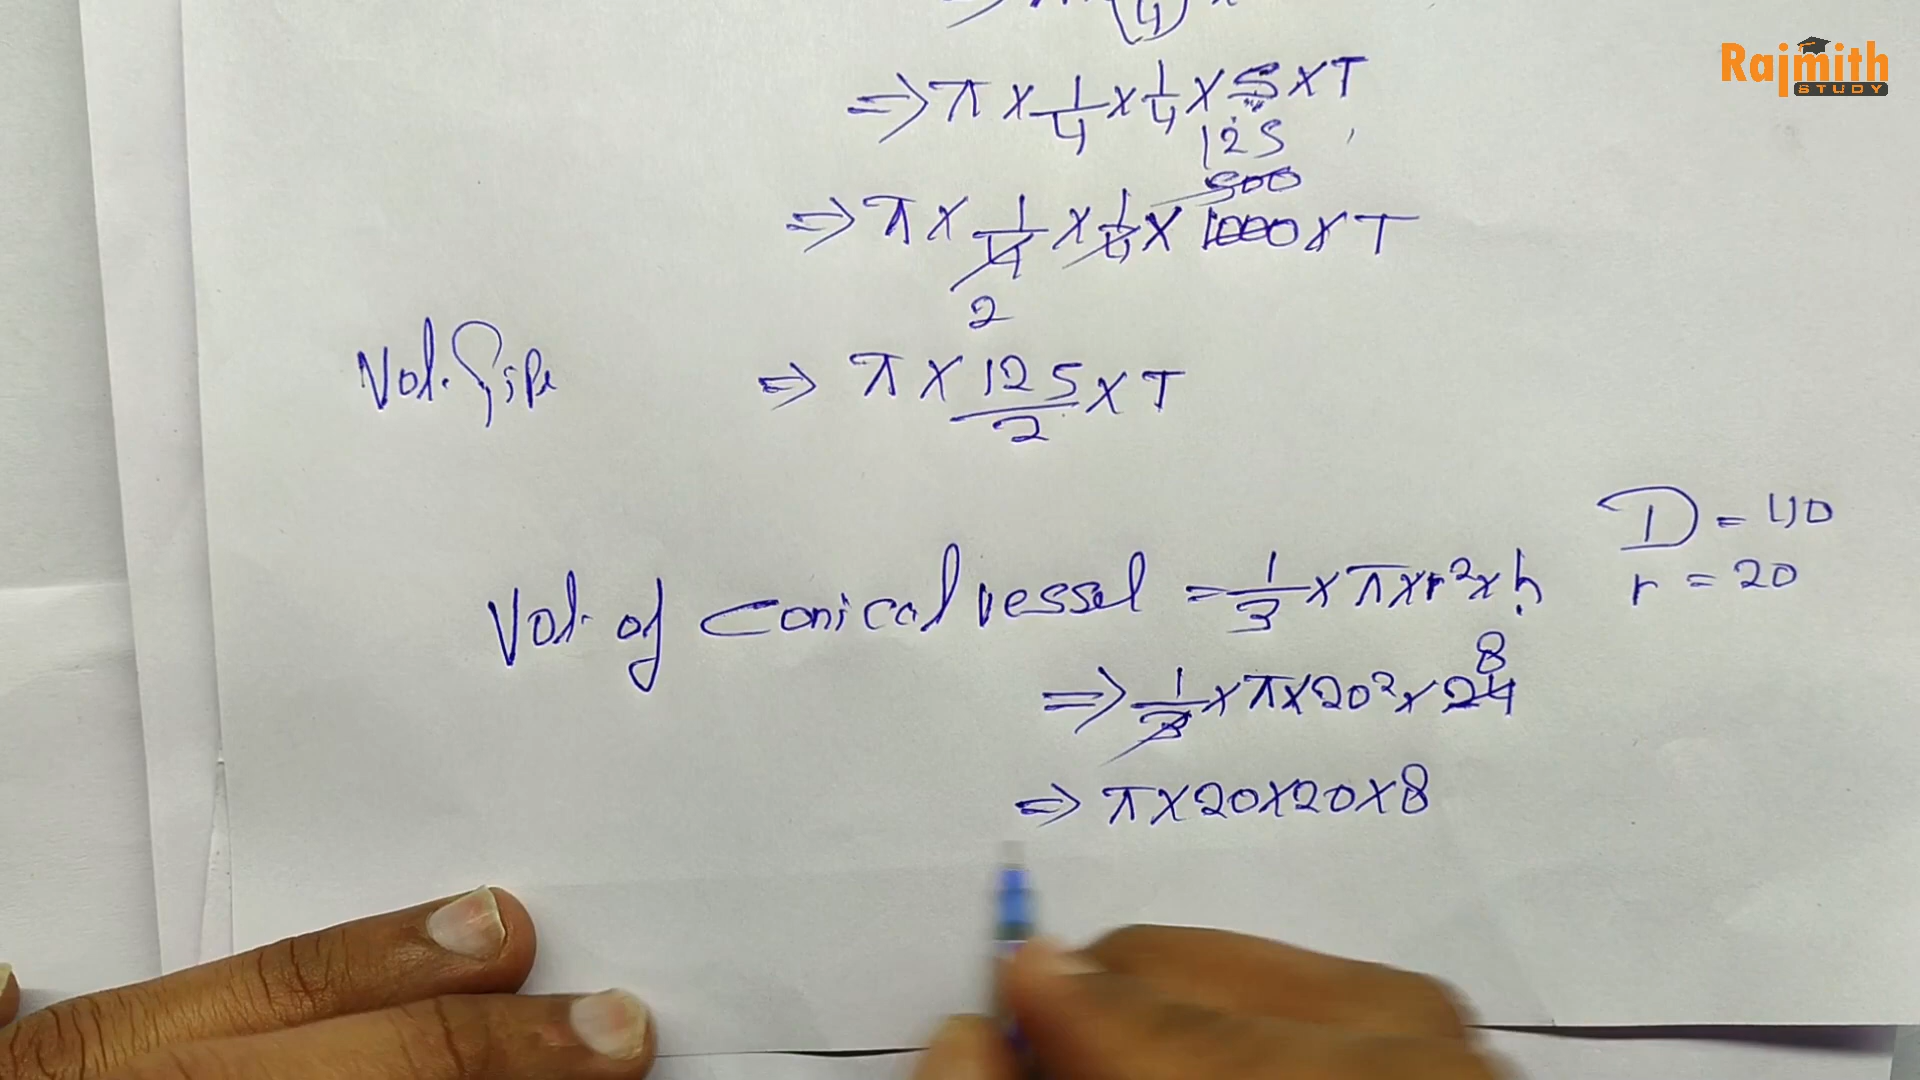 Rajmith
STUDY
⇒ π × 1/4 × 1/4 × 5 × T
125
500
⇒ π × 1/4 × 1/4 × 1000 × T
2
Vol. Pipe ⇒ π × 125/2 × T
D = 40
r = 20
Vol. of conical vessel = 1/3 × π × r² × h
8
⇒ 1/3 × π × 20² × 24
⇒ π × 20 × 20 × 8